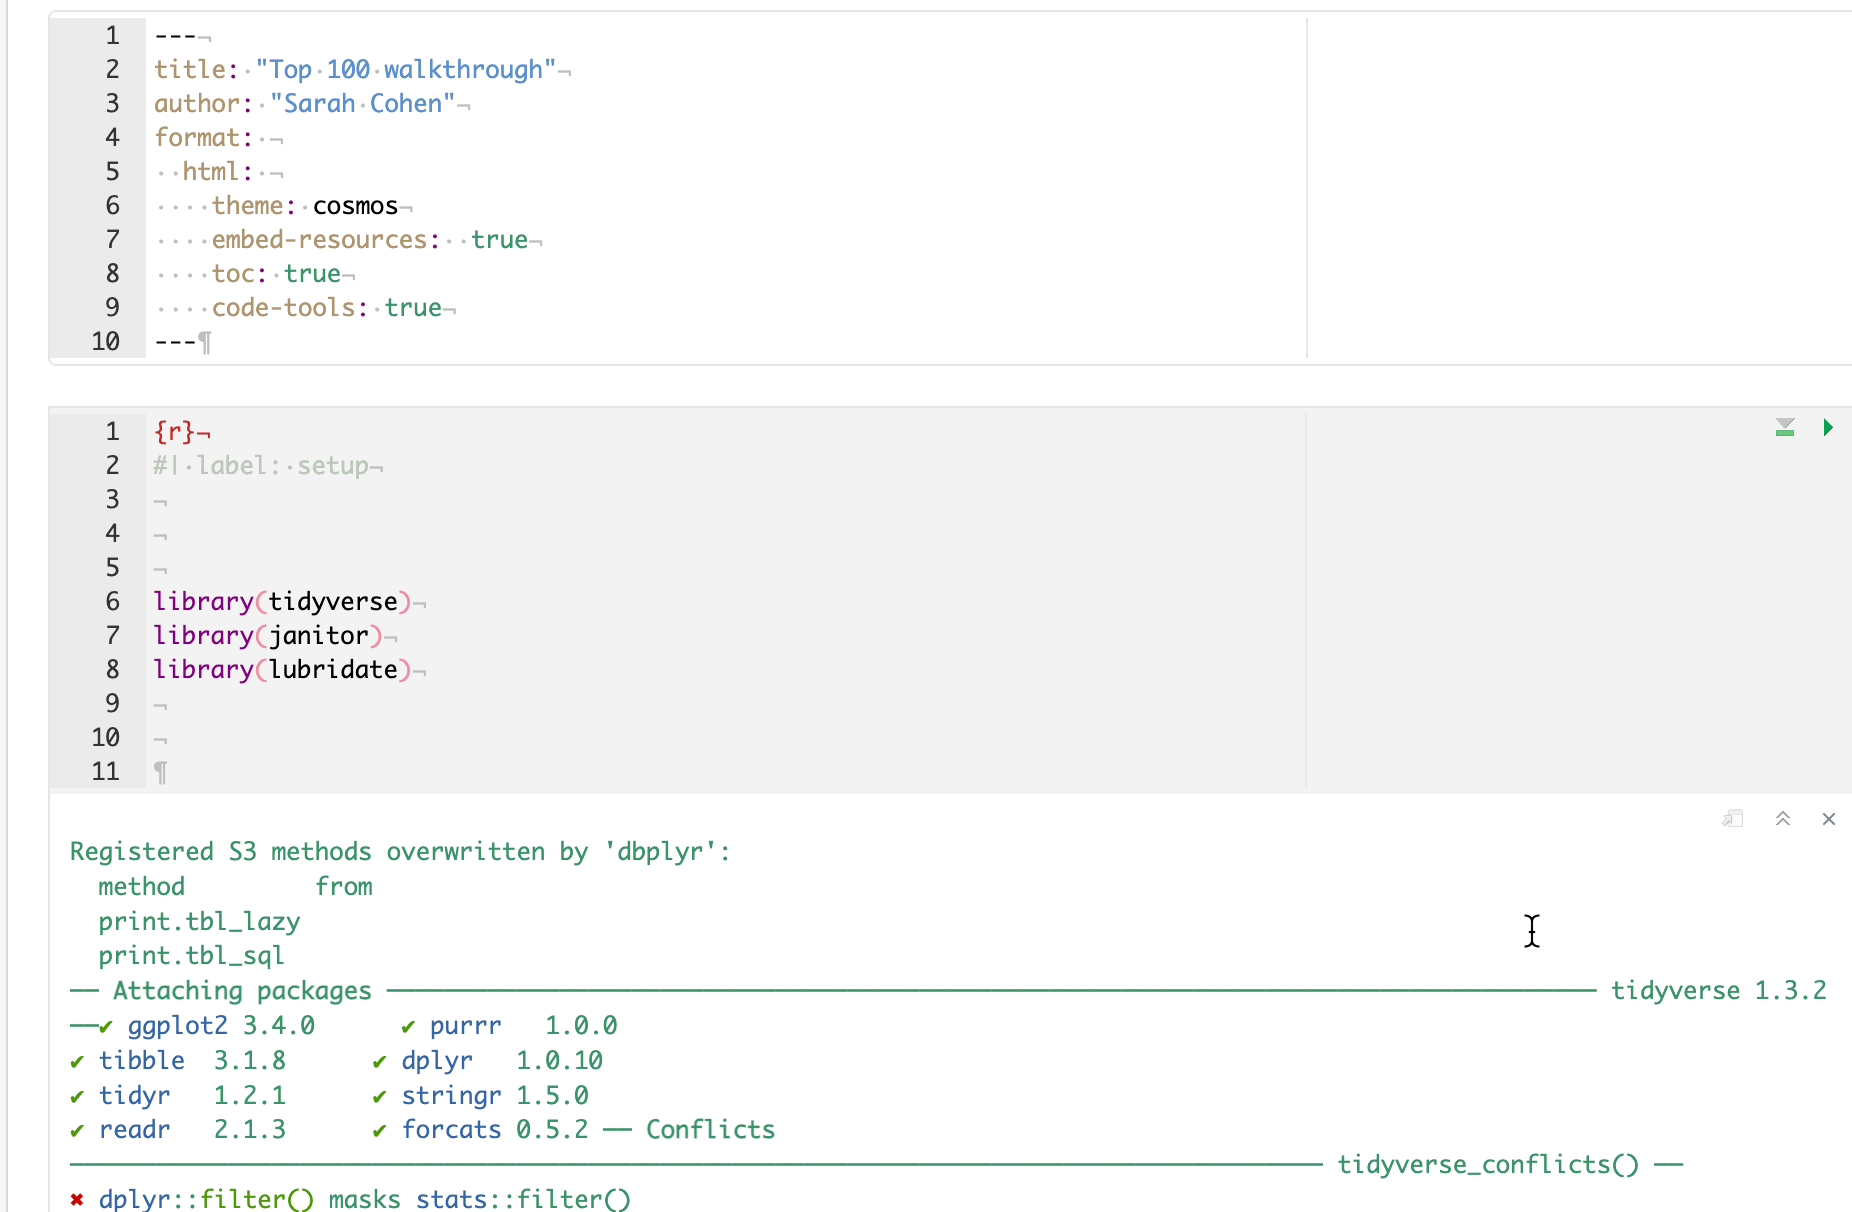 1 ---¬
2 title: "Top 100 walkthrough"¬
3 author: "Sarah Cohen"¬
4 format: ¬
5   html: ¬
6     theme: cosmos¬
7     embed-resources:  true¬
8     toc: true¬
9     code-tools: true¬
10 ---¶
1 {r}¬
2 #| label: setup¬
3 ¬
4 ¬
5 ¬
6 library(tidyverse)¬
7 library(janitor)¬
8 library(lubridate)¬
9 ¬
10 ¬
11 ¶
Registered S3 methods overwritten by 'dbplyr':
  method         from
  print.tbl_lazy
  print.tbl_sql
── Attaching packages ──────────────────── tidyverse 1.3.2
──✔ ggplot2 3.4.0      ✔ purrr   1.0.0
✔ tibble  3.1.8      ✔ dplyr   1.0.10
✔ tidyr   1.2.1      ✔ stringr 1.5.0
✔ readr   2.1.3      ✔ forcats 0.5.2 ── Conflicts
──────────────────── tidyverse_conflicts() ──
✖ dplyr::filter() masks stats::filter()